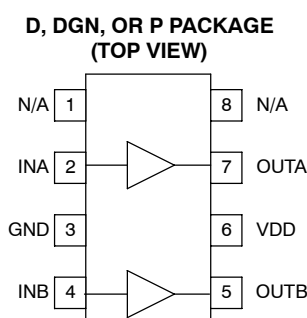 D, DGN, OR P PACKAGE
(TOP VIEW)
N/A 1 8 N/A
INA 2 7 OUTA
GND 3 6 VDD
INB 4 5 OUTB